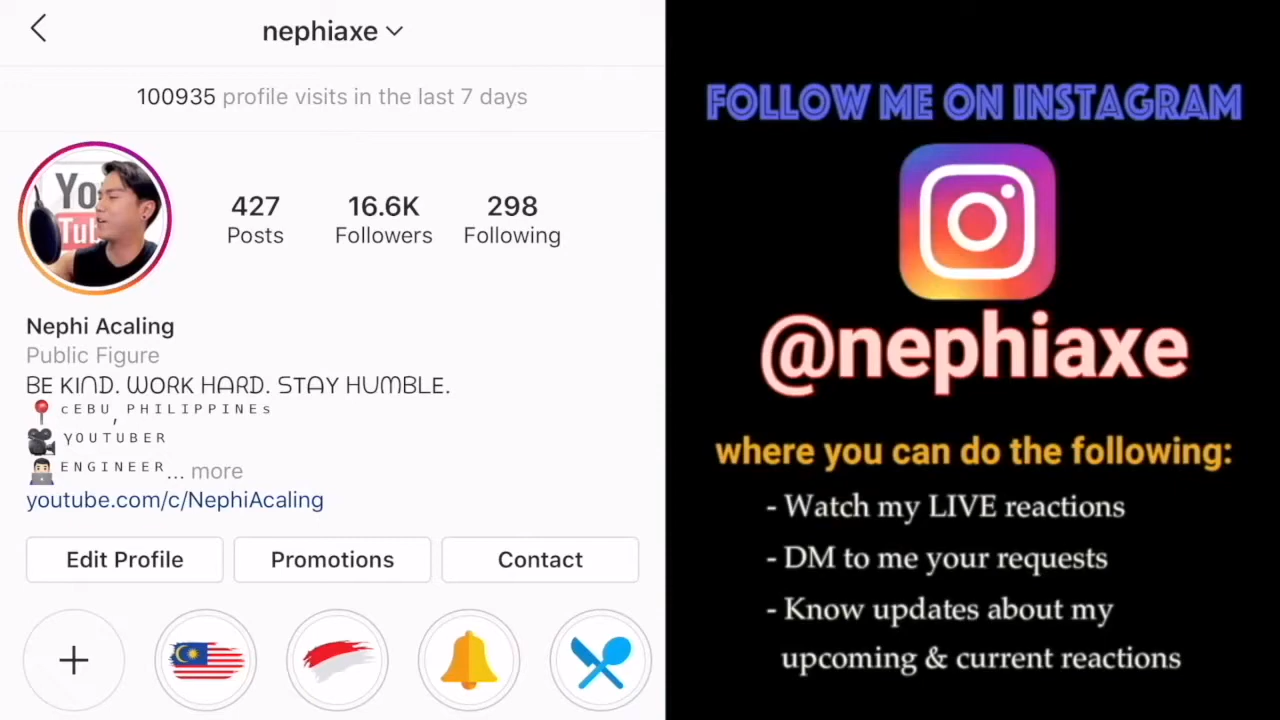 nephiaxe
100935 profile visits in the last 7 days
You
Tub
427
Posts
16.6K
Followers
298
Following
Nephi Acaling
Public Figure
BE KIND. WORK HARD. STAY HUMBLE.
CEBU, PHILIPPINEs
YOUTUBER
ENGINEER... more
youtube.com/c/NephiAcaling
Edit Profile
Promotions
Contact
FOLLOW ME ON INSTAGRAM
@nephiaxe
where you can do the following:
- Watch my LIVE reactions
- DM to me your requests
- Know updates about my
upcoming & current reactions